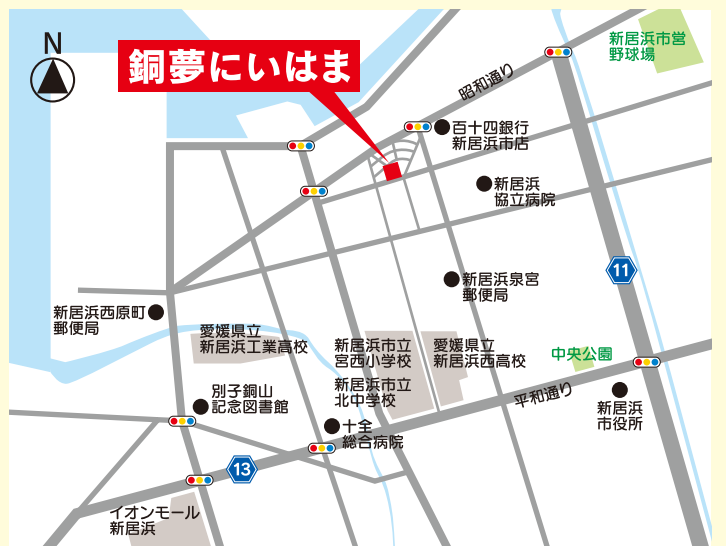 N
銅夢にいはま
新居浜市営
野球場
昭和通り
百十四銀行
新居浜市店
新居浜
協立病院
11
新居浜泉宮
郵便局
新居浜西原町
郵便局
愛媛県立
新居浜工業高校
新居浜市立
宮西小学校
愛媛県立
新居浜西高校
中央公園
新居浜市立
北中学校
平和通り
別子銅山
記念図書館
新居浜
市役所
十全
総合病院
13
イオンモール
新居浜